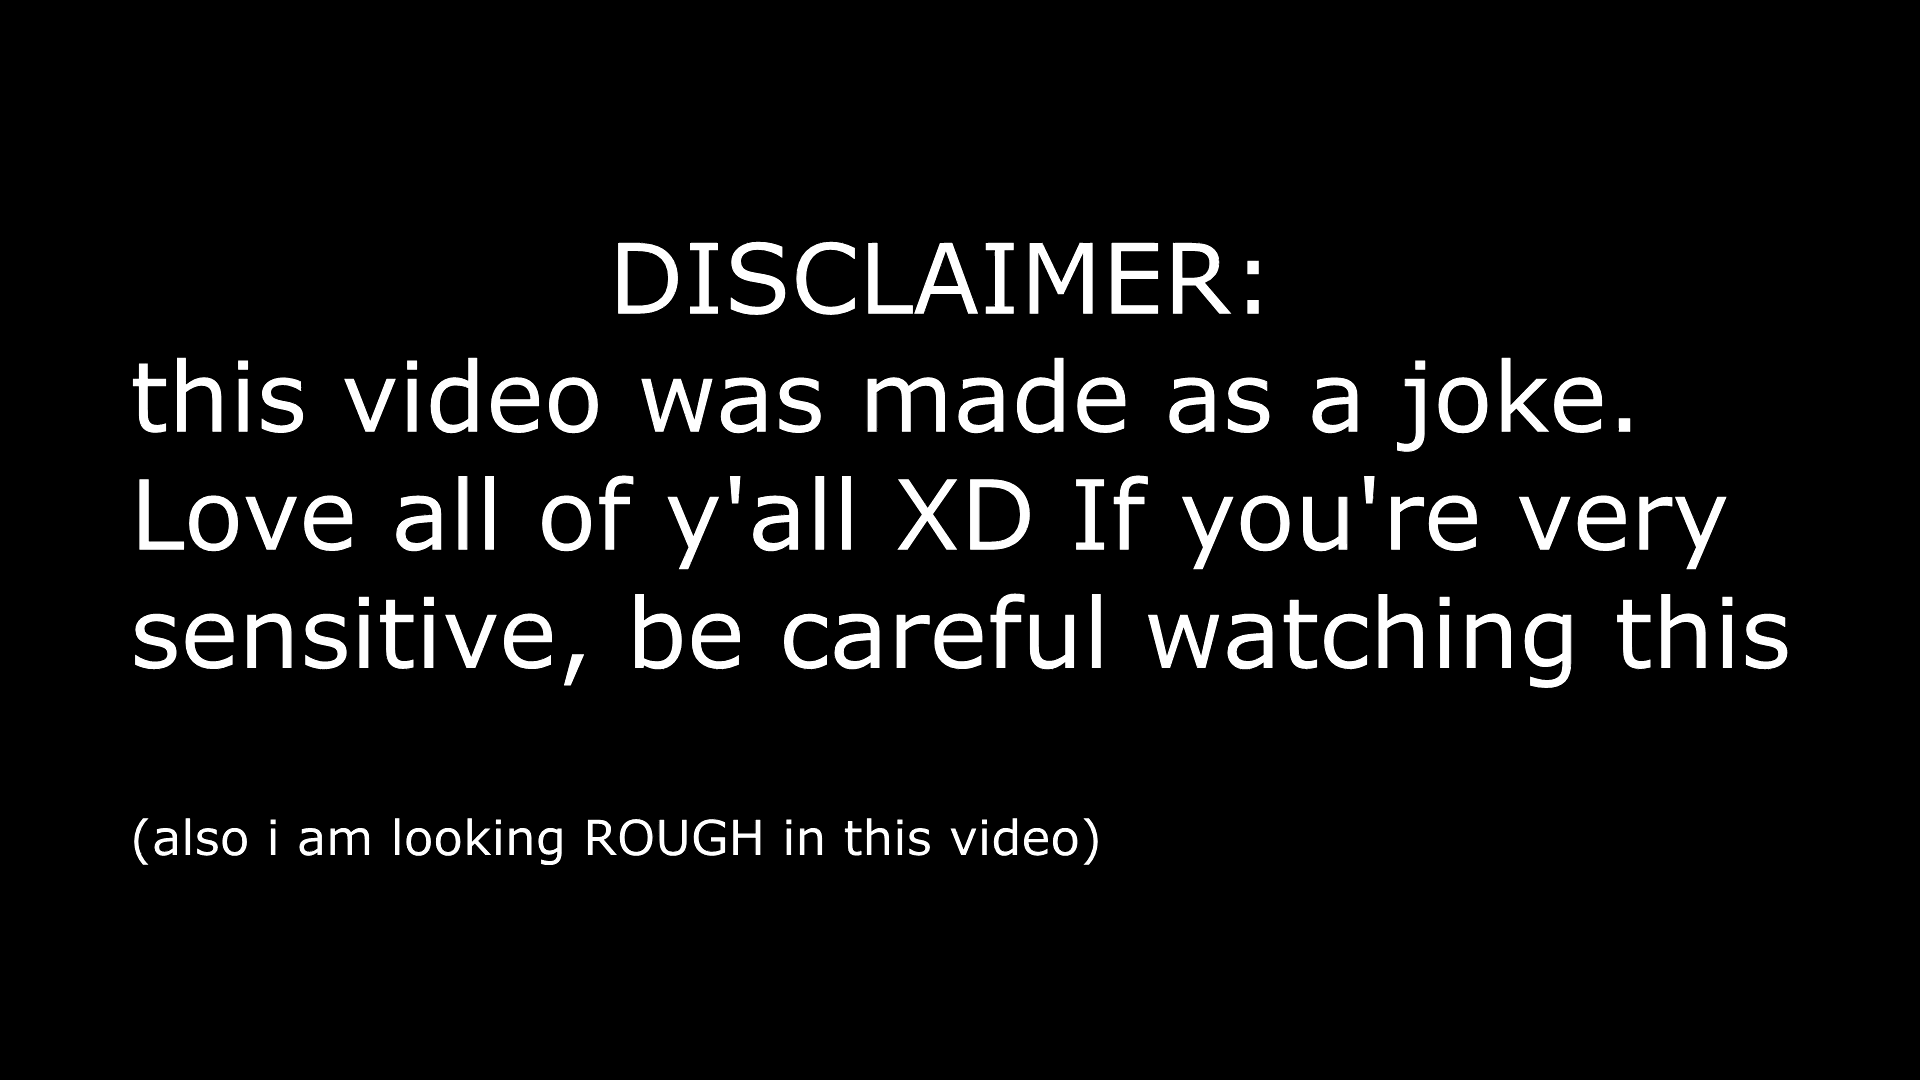 DISCLAIMER:
this video was made as a joke.
Love all of y'all XD If you're very
sensitive, be careful watching this
(also i am looking ROUGH in this video)